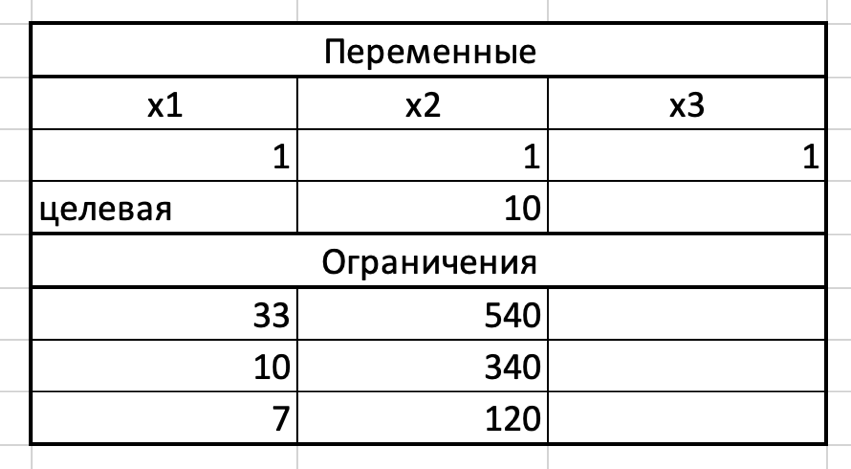 Переменные
x1 x2 x3
1 1 1
целевая 10
Ограничения
33 540
10 340
7 120